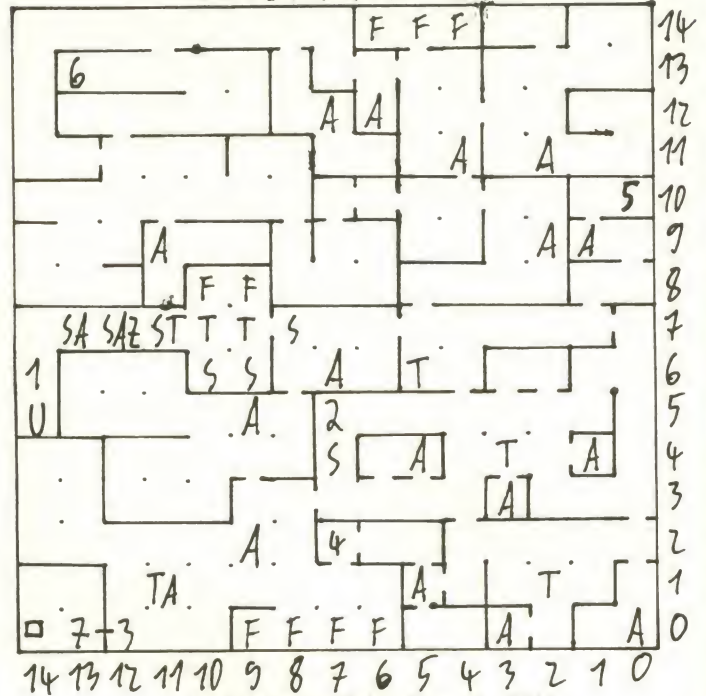 F F F 14
6 13
A A 12
A A 11
5 10
A A A 9
F F 8
SA SAZ ST T T S 7
1 S S A T 6
U A 2 5
S A T A 4
A 3
A 4 2
TA A T 1
7 3 F F F F A A 0
14 13 12 11 10 9 8 7 6 5 4 3 2 1 0